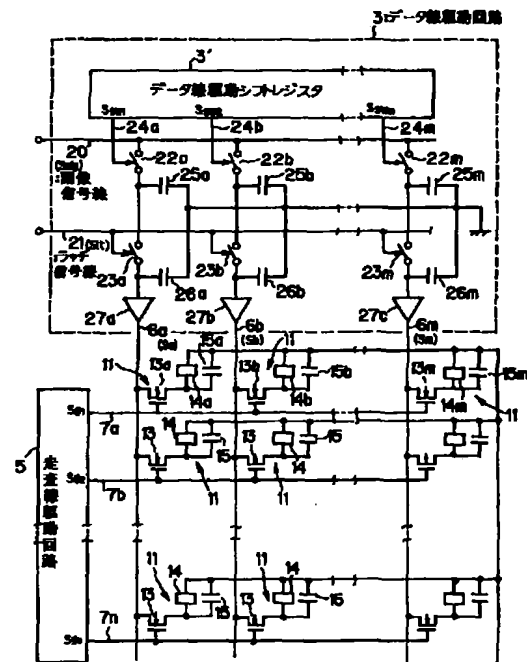 3:データ線駆動回路
3′
データ線駆動シフトレジスタ
24a
24b
24m
20
22a
22b
22m
:画像
信号線
25a
25b
25m
21(Slt)
:ラッチ
信号線
23a
23b
23m
26a
26b
26m
27a
27b
27c
6a
(Sa)
6b
(Sb)
6m
(Sm)
11
13a
15a
14a
13b
11
15b
14b
13m
15m
14m
11
5
走査線駆動回路
7a
13
14
15
11
13
14
15
11
7b
11
14
13
15
11
14
13
15
7n